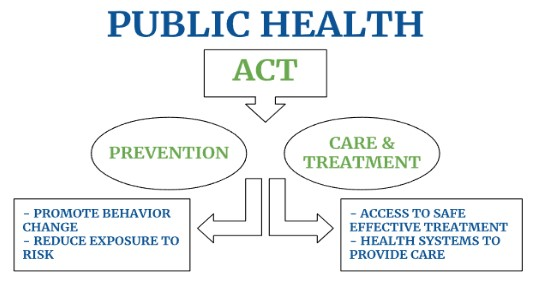 PUBLIC HEALTH
ACT
PREVENTION
CARE &
TREATMENT
- PROMOTE BEHAVIOR
CHANGE
- REDUCE EXPOSURE TO
RISK
- ACCESS TO SAFE
EFFECTIVE TREATMENT
- HEALTH SYSTEMS TO
PROVIDE CARE